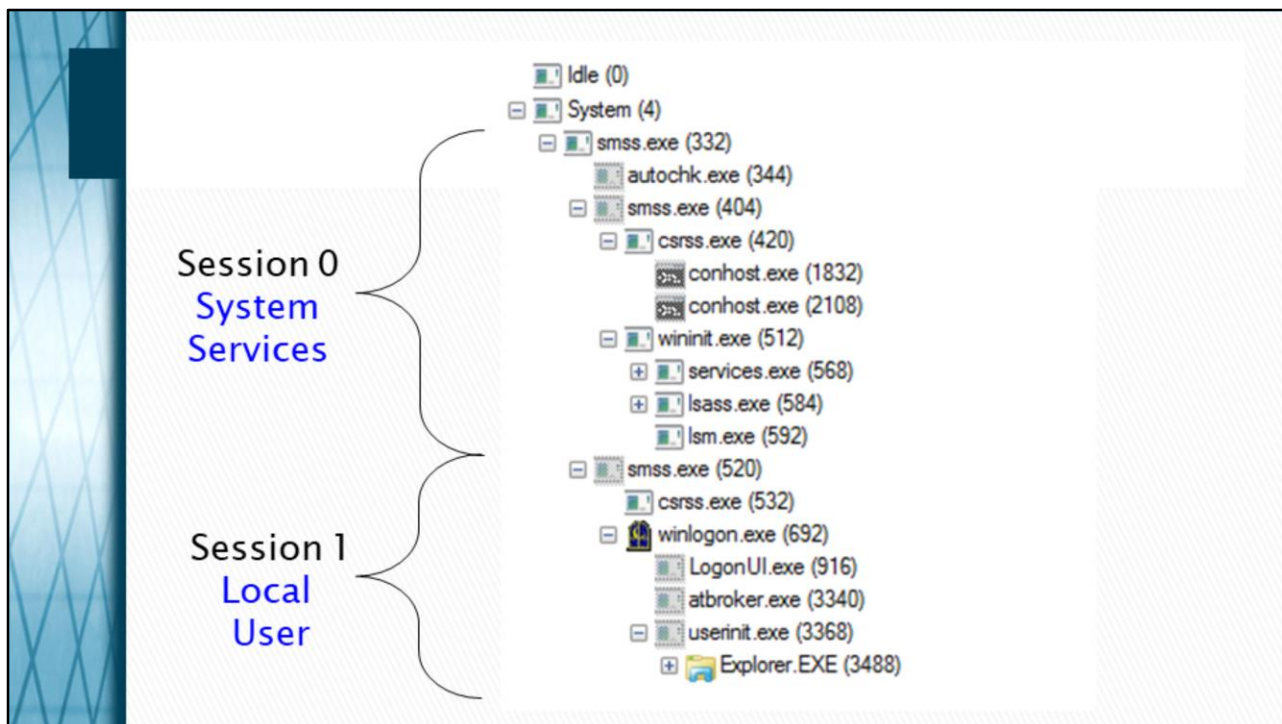 Idle (0)
System (4)
smss.exe (332)
autochk.exe (344)
smss.exe (404)
csrss.exe (420)
conhost.exe (1832)
conhost.exe (2108)
wininit.exe (512)
services.exe (568)
lsass.exe (584)
lsm.exe (592)
smss.exe (520)
csrss.exe (532)
winlogon.exe (692)
LogonUI.exe (916)
atbroker.exe (3340)
userinit.exe (3368)
Explorer.EXE (3488)
Session 0
System
Services
Session 1
Local
User